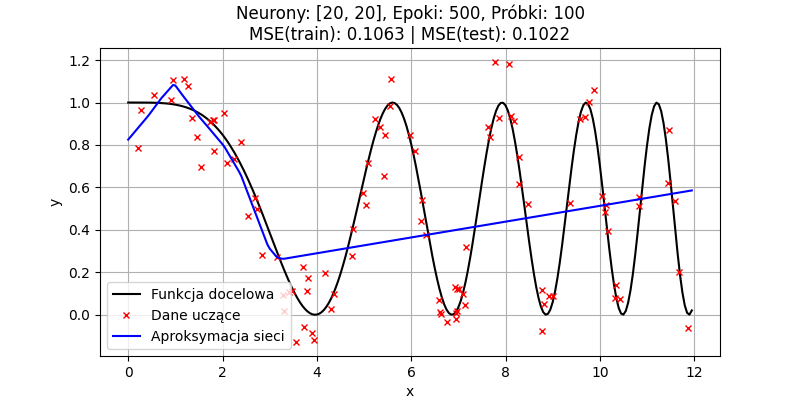 Neurony: [20, 20], Epoki: 500, Próbki: 100
MSE(train): 0.1063 | MSE(test): 0.1022
1.2
1.0
0.8
0.6
0.4
0.2
0.0
y
Funkcja docelowa
Dane uczące
Aproksymacja sieci
0 2 4 6 8 10 12
x